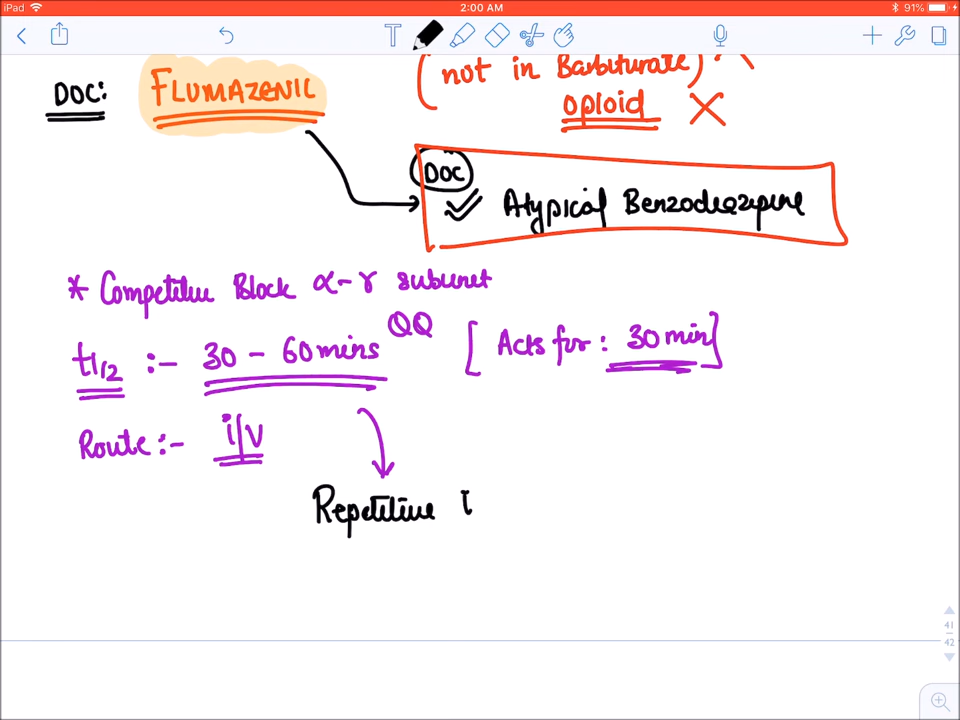 iPad 2:00 AM 91%
(not in Barbiturate)
DOC: FLUMAZENIC
opioid X
DOC
Atypical Benzodiazepine
* Competitive Block α-γ subunit
t1/2 :- 30 - 60 mins QQ [Acts for: 30 min]
Route :- i/v
Repetitive
41
42